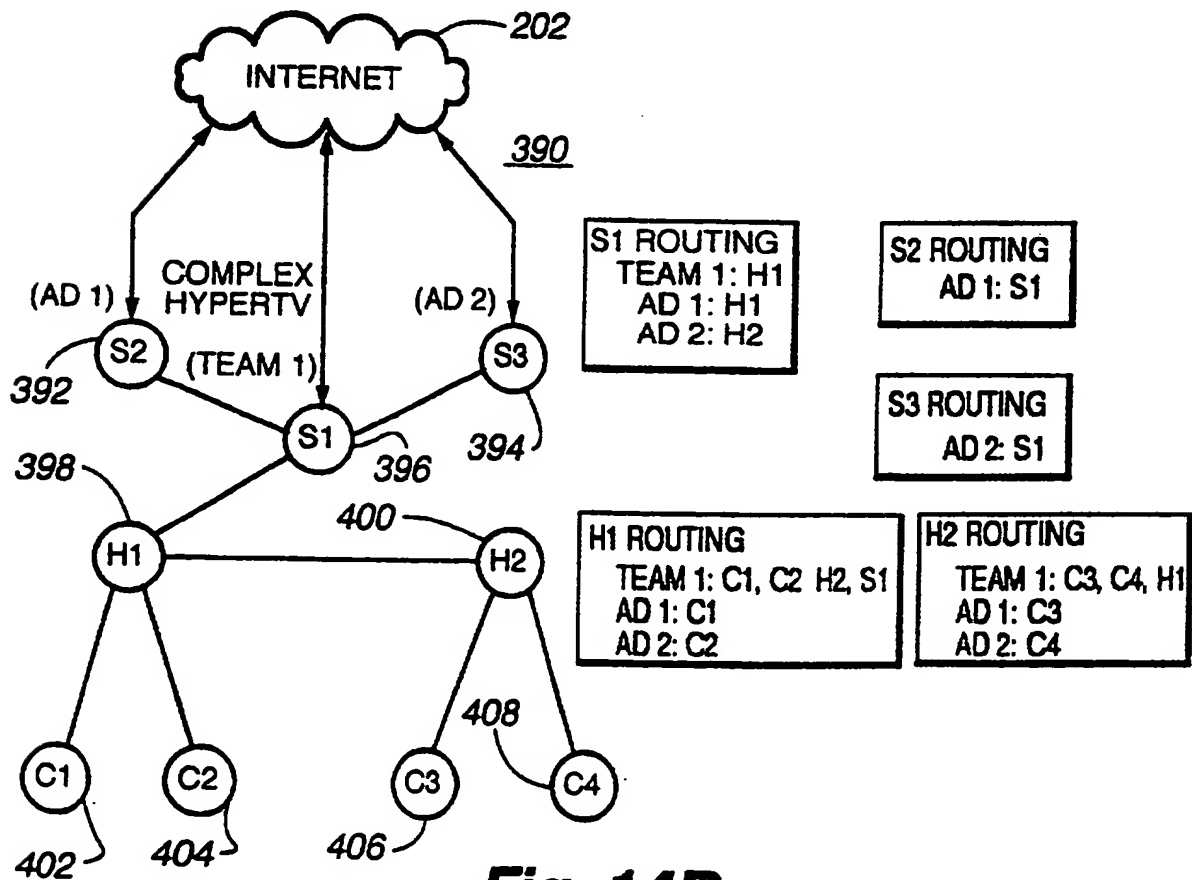 202
INTERNET
390
COMPLEX
HYPERTV
(AD 1)
(AD 2)
S2
(TEAM 1)
S3
392
S1
394
396
398
400
H1
H2
C1
C2
C3
408
C4
402
404
406
S1 ROUTING
TEAM 1: H1
AD 1: H1
AD 2: H2
S2 ROUTING
AD 1: S1
S3 ROUTING
AD 2: S1
H1 ROUTING
TEAM 1: C1, C2 H2, S1
AD 1: C1
AD 2: C2
H2 ROUTING
TEAM 1: C3, C4, H1
AD 1: C3
AD 2: C4